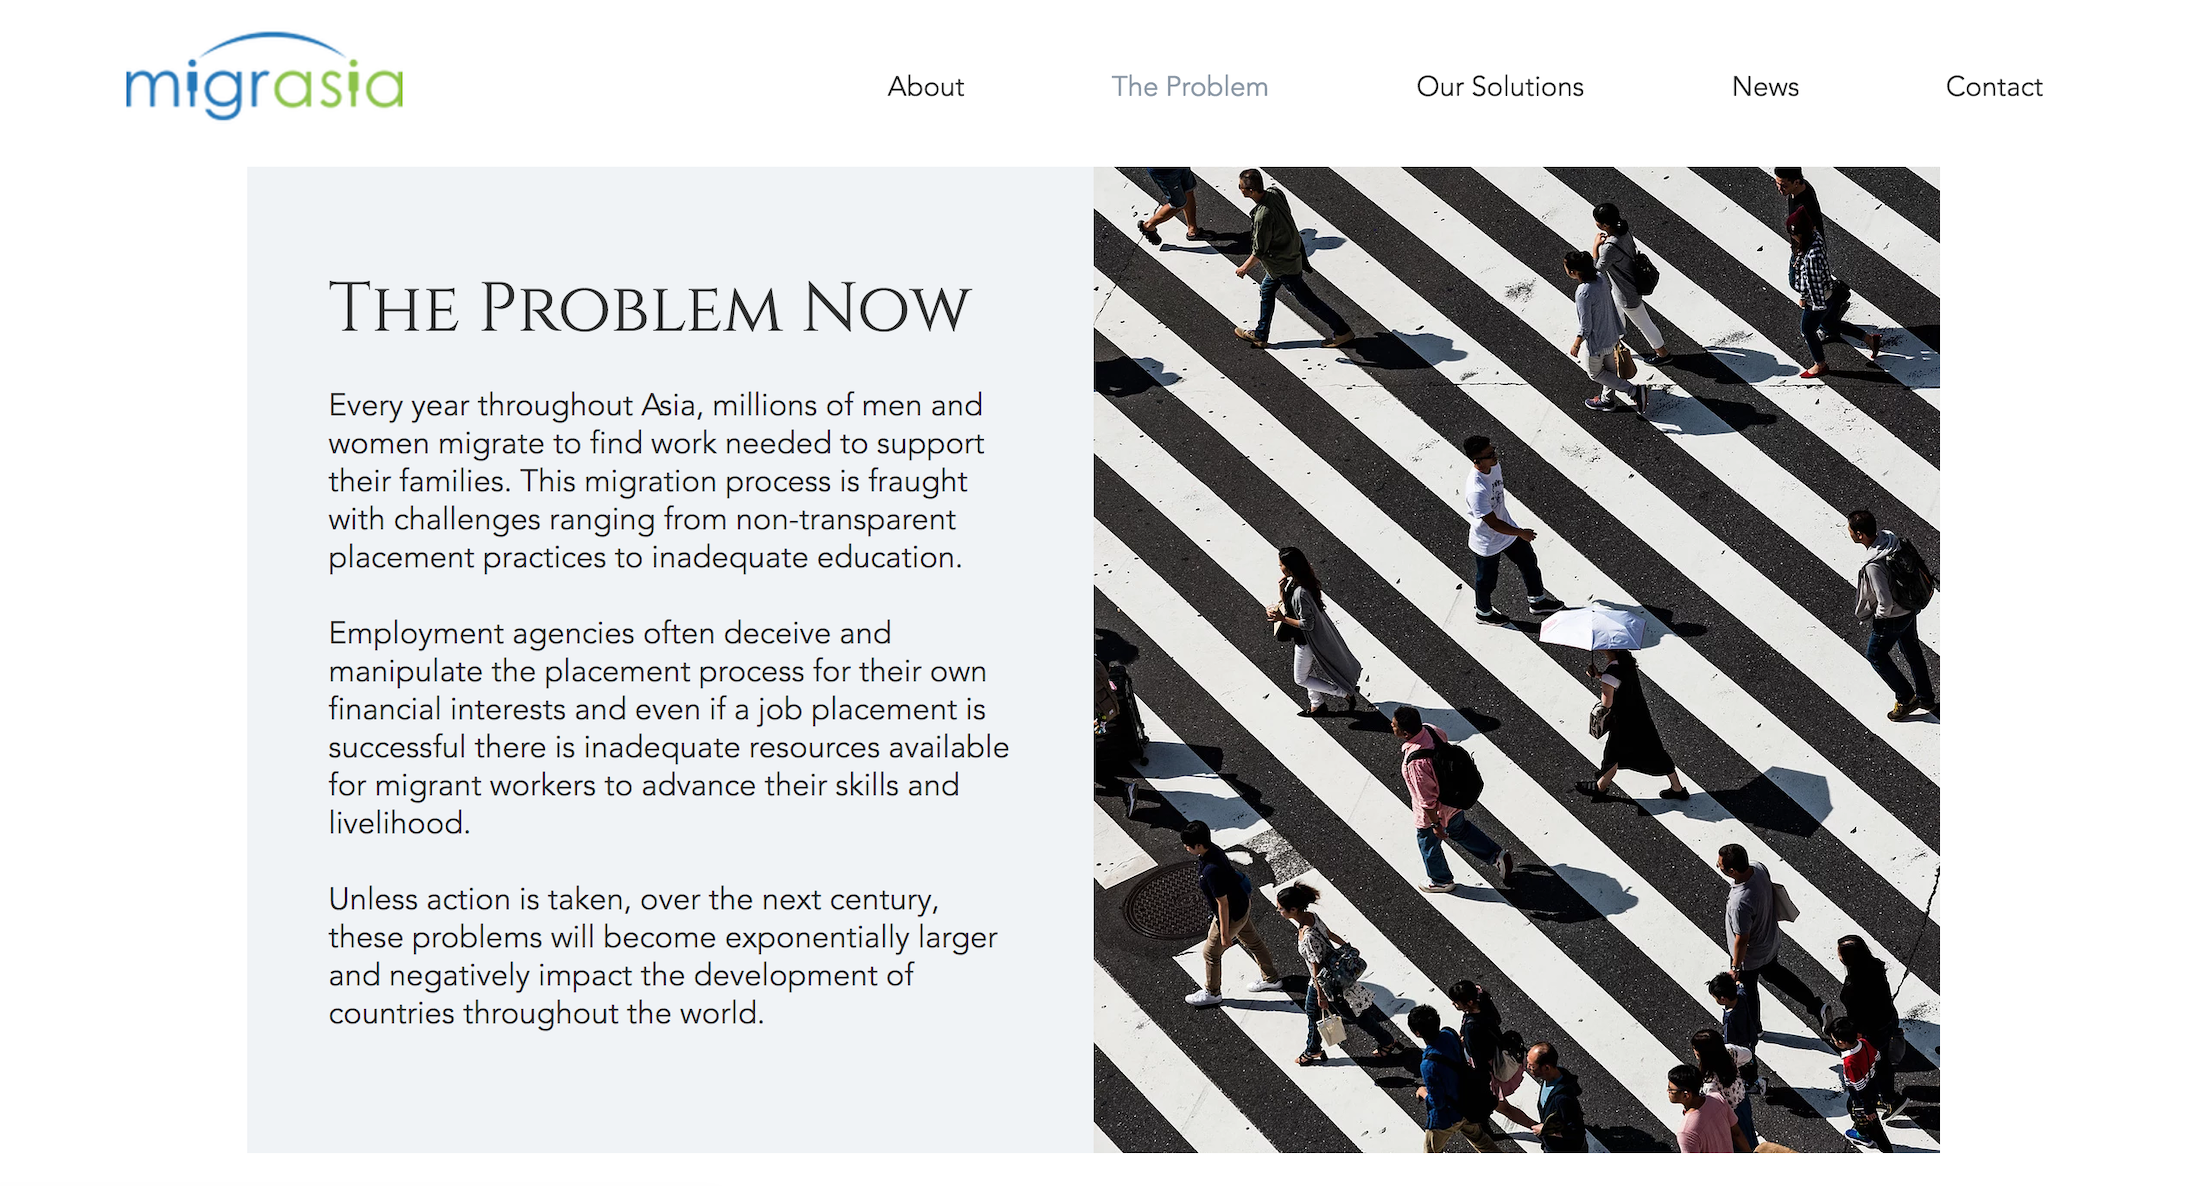 migrasia
About
The Problem
Our Solutions
News
Contact
The Problem Now
Every year throughout Asia, millions of men and
women migrate to find work needed to support
their families. This migration process is fraught
with challenges ranging from non-transparent
placement practices to inadequate education.
Employment agencies often deceive and
manipulate the placement process for their own
financial interests and even if a job placement is
successful there is inadequate resources available
for migrant workers to advance their skills and
livelihood.
Unless action is taken, over the next century,
these problems will become exponentially larger
and negatively impact the development of
countries throughout the world.